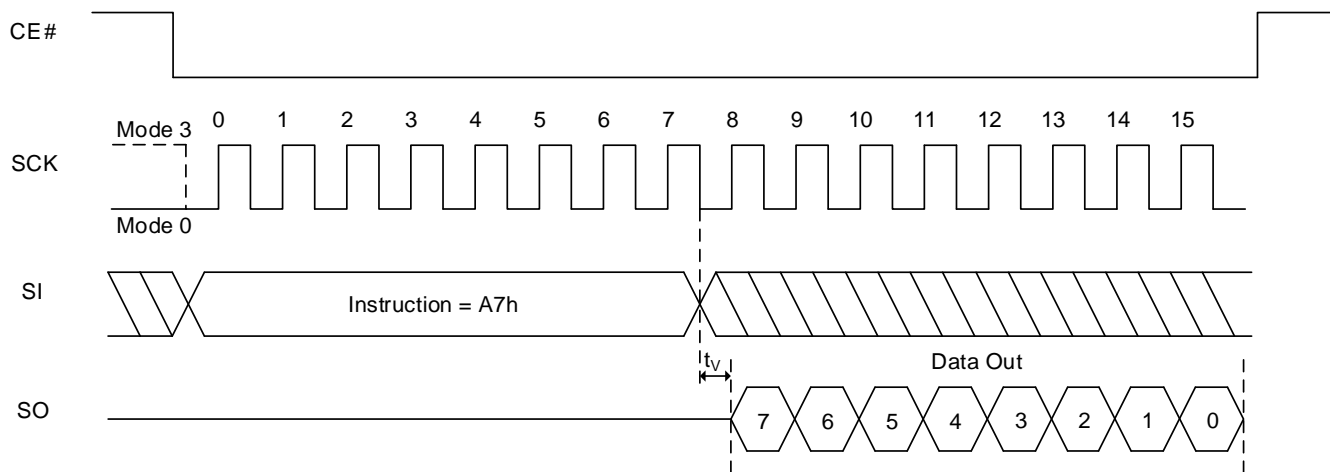 CE#
0 1 2 3 4 5 6 7 8 9 10 11 12 13 14 15
Mode 3
SCK
Mode 0
SI
Instruction = A7h
tV
Data Out
SO
7 6 5 4 3 2 1 0